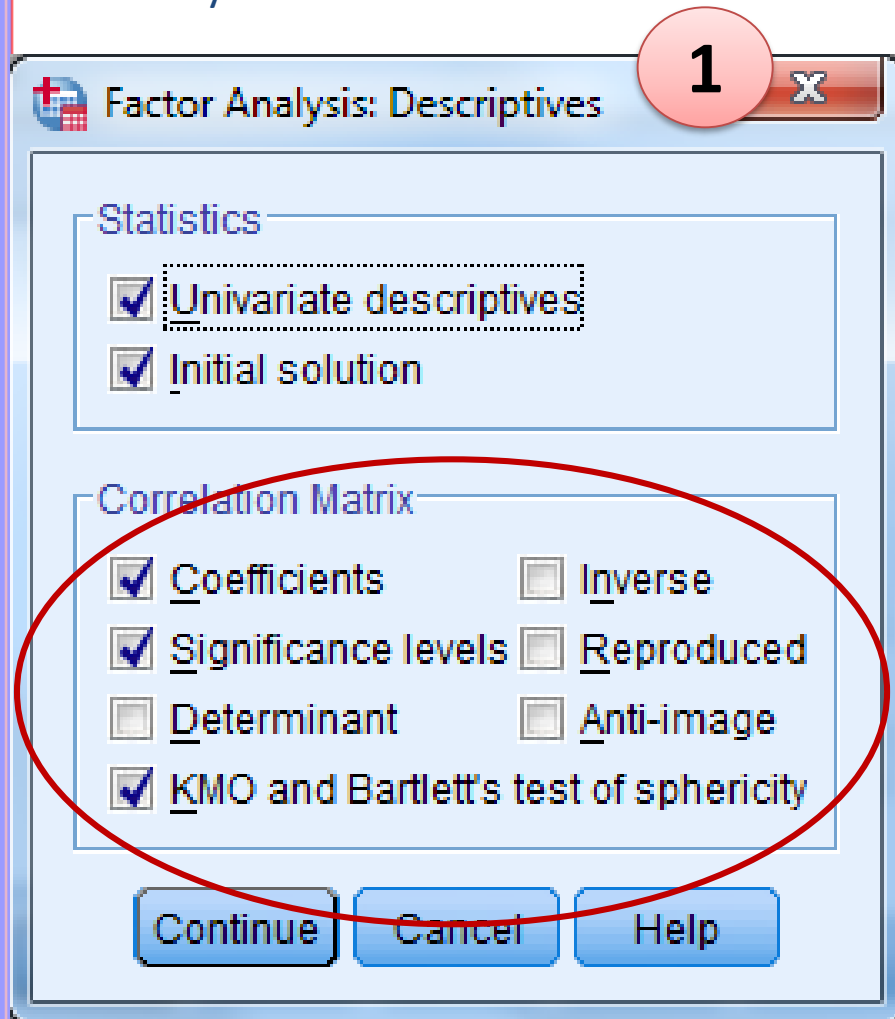 1
Factor Analysis: Descriptives
Statistics
Univariate descriptives
Initial solution
Correlation Matrix
Coefficients Inverse
Significance levels Reproduced
Determinant Anti-image
KMO and Bartlett's test of sphericity
Continue Cancel Help